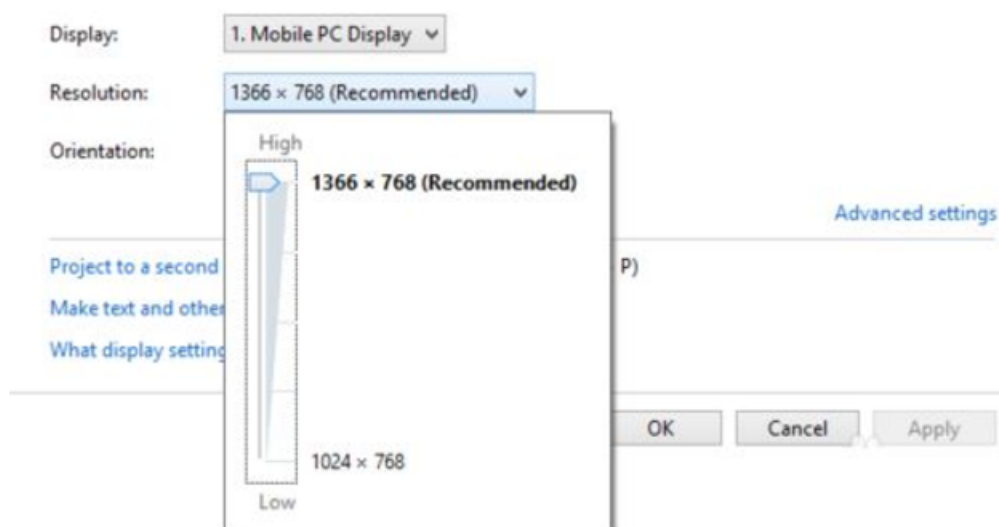 Display: 1. Mobile PC Display
Resolution: 1366 × 768 (Recommended)
Orientation:
High
1366 × 768 (Recommended)
Advanced settings
Project to a second P)
Make text and other
What display setting
OK Cancel Apply
1024 × 768
Low